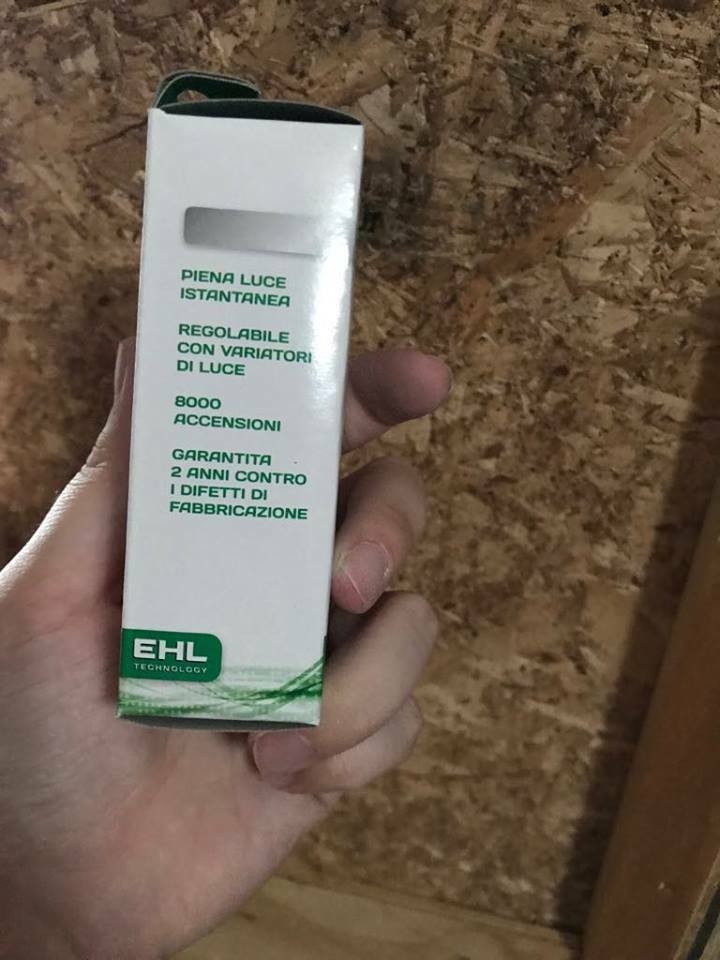 PIENA LUCE
ISTANTANEA
REGOLABILE
CON VARIATORI
DI LUCE
8000
ACCENSIONI
GARANTITA
2 ANNI CONTRO
I DIFETTI DI
FABBRICAZIONE
EHL
TECHNOLOGY